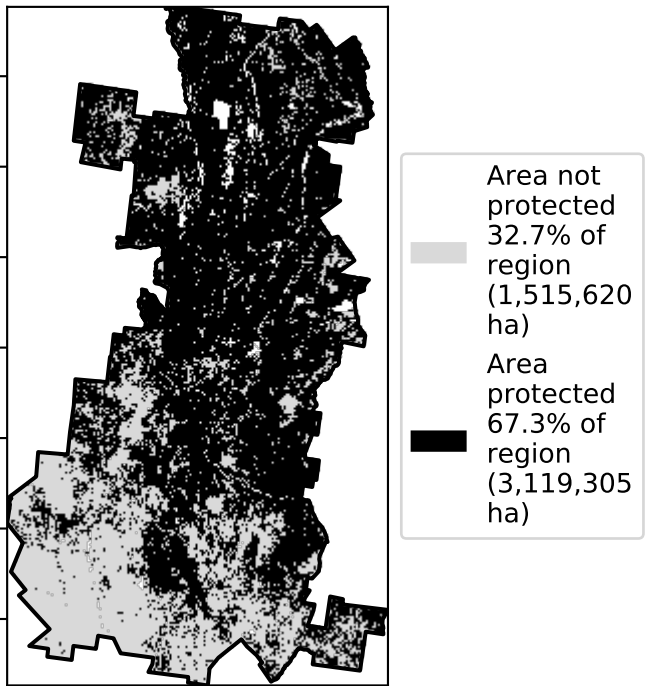 Area not
protected
32.7% of
region
(1,515,620
ha)
Area
protected
67.3% of
region
(3,119,305
ha)